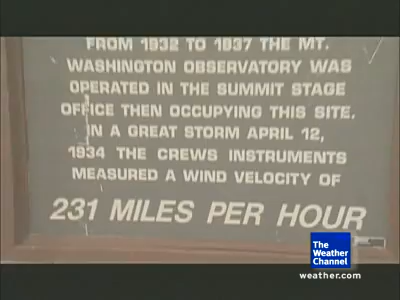 FROM 1932 TO 1937 THE MT.
WASHINGTON OBSERVATORY WAS
OPERATED IN THE SUMMIT STAGE
OFFICE THEN OCCUPYING THIS SITE.
IN A GREAT STORM APRIL 12,
1934 THE CREWS INSTRUMENTS
MEASURED A WIND VELOCITY OF
231 MILES PER HOUR
The
Weather
Channel
weather.com